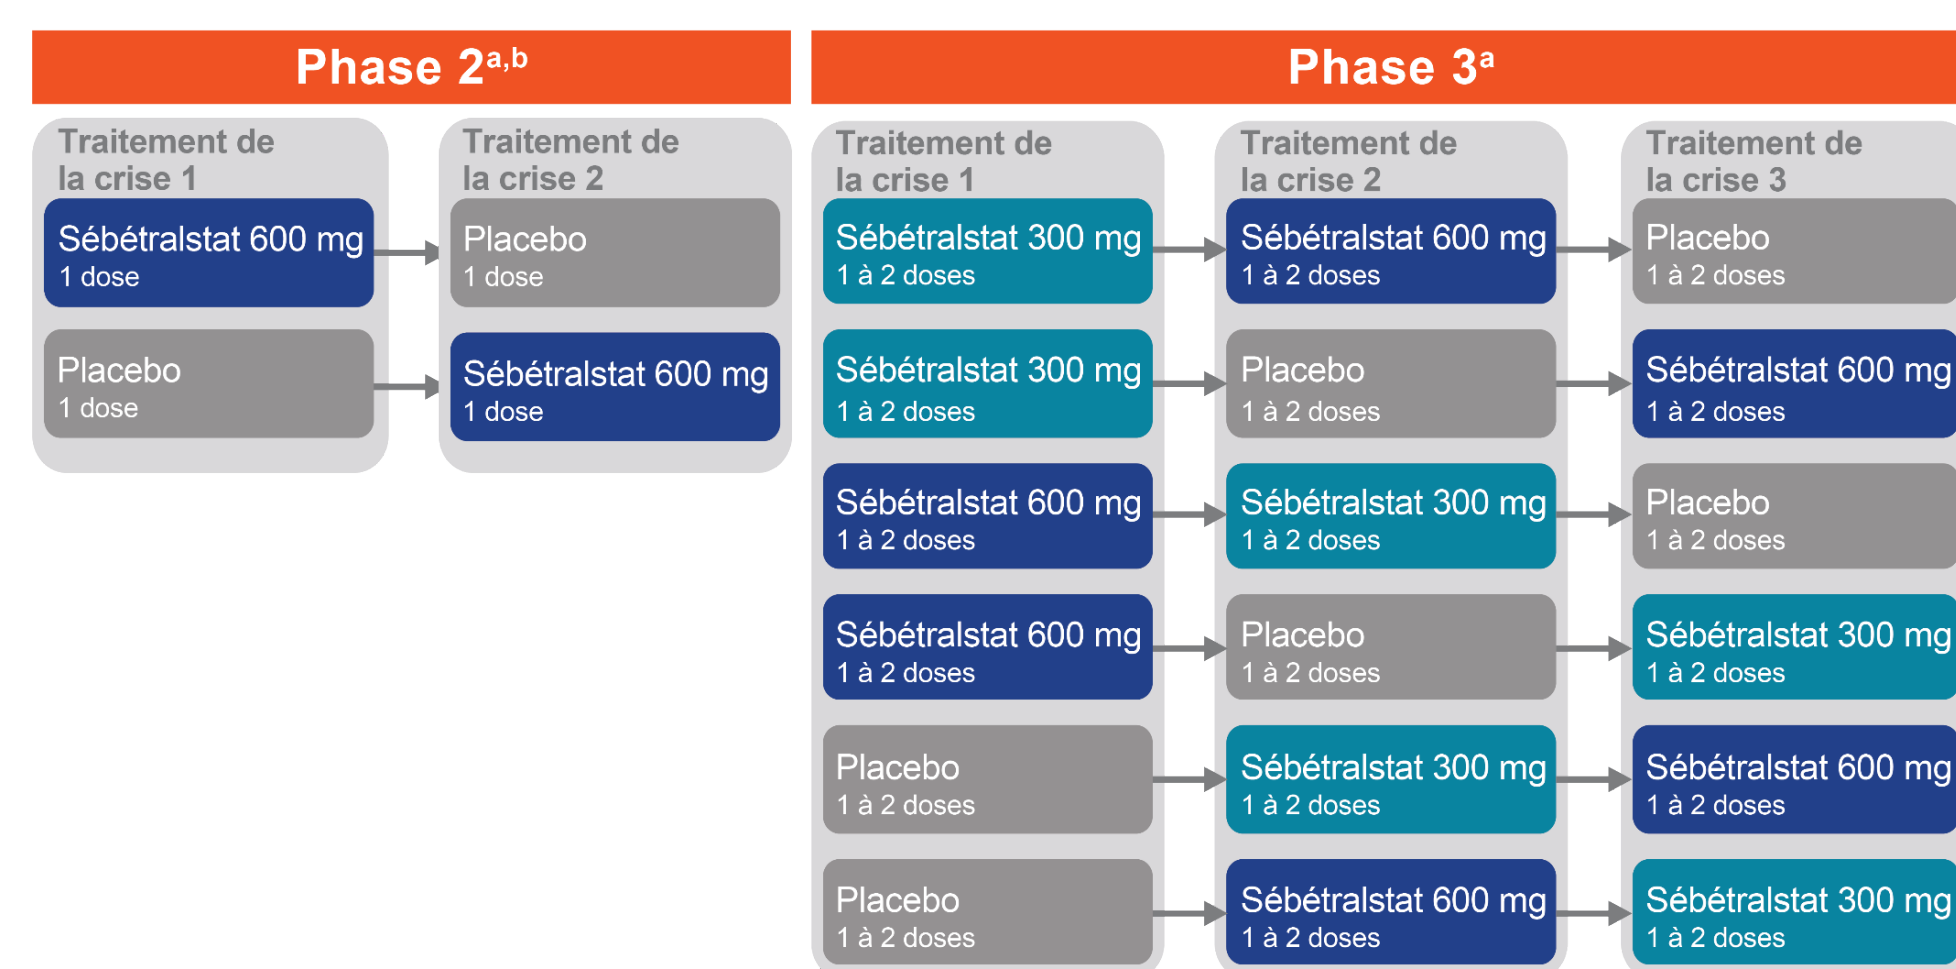 Phase 2a,b
Traitement de
la crise 1
Traitement de
la crise 2
Sébétralstat 600 mg
1 dose
Placebo
1 dose
Placebo
1 dose
Sébétralstat 600 mg
1 dose
Phase 3a
Traitement de
la crise 1
Traitement de
la crise 2
Traitement de
la crise 3
Sébétralstat 300 mg
1 à 2 doses
Sébétralstat 600 mg
1 à 2 doses
Placebo
1 à 2 doses
Sébétralstat 300 mg
1 à 2 doses
Placebo
1 à 2 doses
Sébétralstat 600 mg
1 à 2 doses
Sébétralstat 600 mg
1 à 2 doses
Sébétralstat 300 mg
1 à 2 doses
Placebo
1 à 2 doses
Sébétralstat 600 mg
1 à 2 doses
Placebo
1 à 2 doses
Sébétralstat 300 mg
1 à 2 doses
Placebo
1 à 2 doses
Sébétralstat 300 mg
1 à 2 doses
Sébétralstat 600 mg
1 à 2 doses
Placebo
1 à 2 doses
Sébétralstat 600 mg
1 à 2 doses
Sébétralstat 300 mg
1 à 2 doses